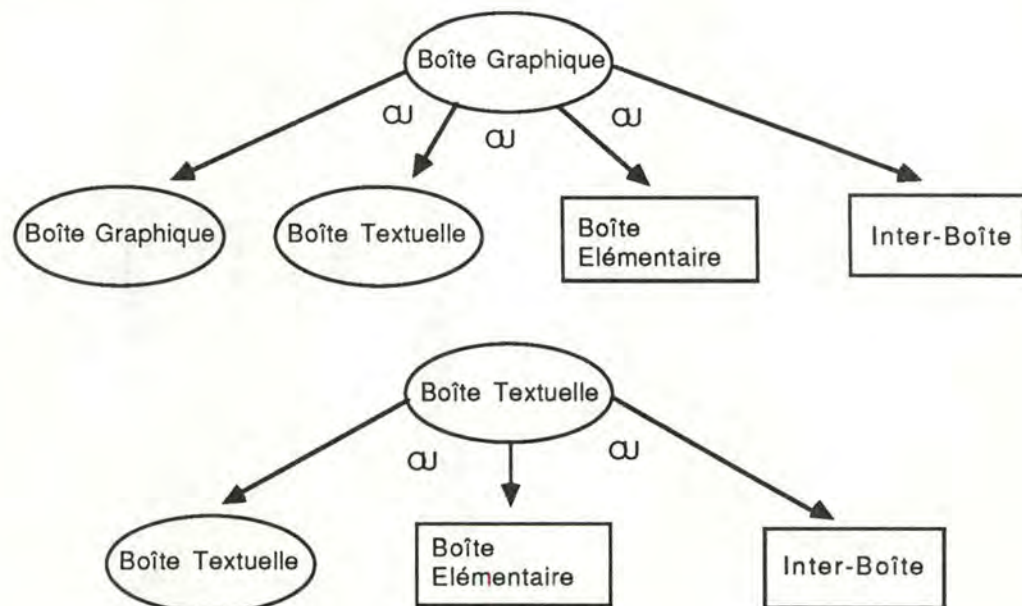 Boîte Graphique
OU
OU
OU
Boîte Graphique
Boîte Textuelle
Boîte
Elémentaire
Inter-Boîte
Boîte Textuelle
OU
OU
Boîte Textuelle
Boîte
Elémentaire
Inter-Boîte